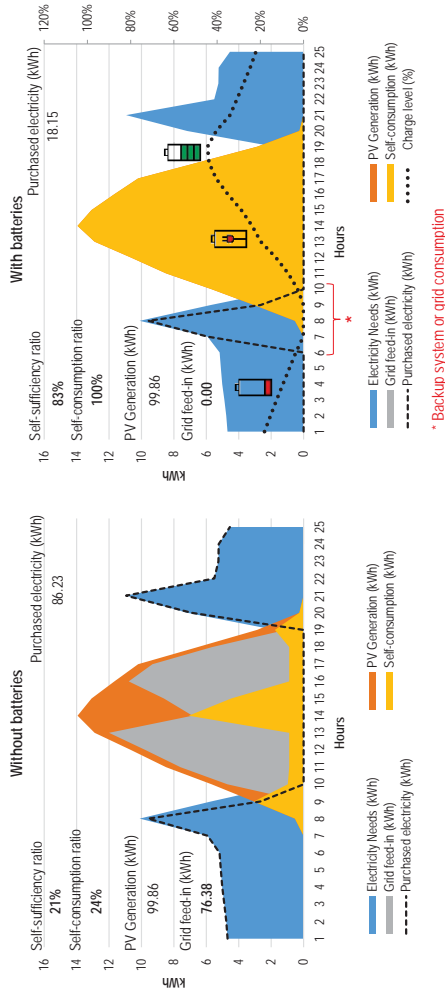 Without batteries
Self-sufficiency ratio
21%
Self-consumption ratio
24%
PV Generation (kWh)
99.86
Grid feed-in (kWh)
76.38
Purchased electricity (kWh)
86.23
16
14
12
10
8
6
4
2
0
kWh
1 2 3 4 5 6 7 8 9 10 11 12 13 14 15 16 17 18 19 20 21 22 23 24 25
Hours
Electricity Needs (kWh)
PV Generation (kWh)
Grid feed-in (kWh)
Self-consumption (kWh)
Purchased electricity (kWh)
With batteries
Self-sufficiency ratio
83%
Self-consumption ratio
100%
PV Generation (kWh)
99.86
Grid feed-in (kWh)
0.00
Purchased electricity (kWh)
18.15
16
14
12
10
8
6
4
2
0
kWh
120%
100%
80%
60%
40%
20%
0%
1 2 3 4 5 6 7 8 9 10 11 12 13 14 15 16 17 18 19 20 21 22 23 24 25
*
Hours
Electricity Needs (kWh)
PV Generation (kWh)
Grid feed-in (kWh)
Self-consumption (kWh)
Purchased electricity (kWh)
Charge level (%)
* Backup system or grid consumption